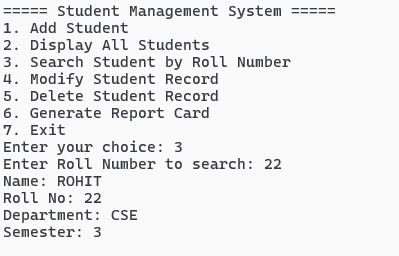 ===== Student Management System =====
1. Add Student
2. Display All Students
3. Search Student by Roll Number
4. Modify Student Record
5. Delete Student Record
6. Generate Report Card
7. Exit
Enter your choice: 3
Enter Roll Number to search: 22
Name: ROHIT
Roll No: 22
Department: CSE
Semester: 3